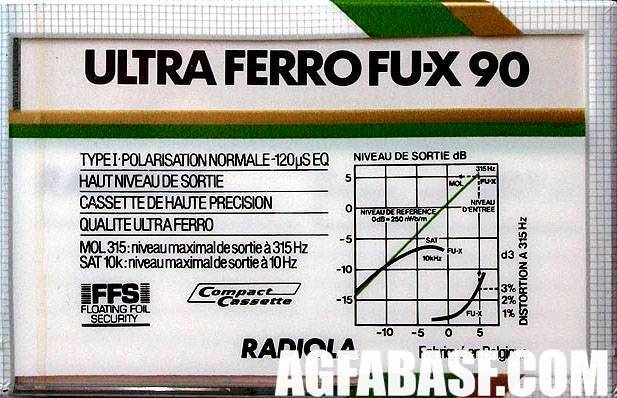 ULTRA FERRO FU-X 90
TYPE I·POLARISATION NORMALE-120µS EQ
HAUT NIVEAU DE SORTIE
CASSETTE DE HAUTE PRECISION
QUALITE ULTRA FERRO
MOL 315: niveau maximal de sortie à 315 Hz
SAT 10k: niveau maximal de sortie à 10 Hz
FFS
FLOATING FOIL
SECURITY
Compact
Cassette
RADIOLA
NIVEAU DE SORTIE dB
315 Hz
MOL
FU-X
NIVEAU
D'ENTREE
NIVEAU DE REFERENCE
0dB=250 nWb/m
SAT
10kHz
FU-X
FU-X
5
0
-5
-10
-15
-10 -5 0 5
d3
3%
2%
1%
DISTORTION A 315 Hz
Fabriqué en Belgique
AGFABASF.COM